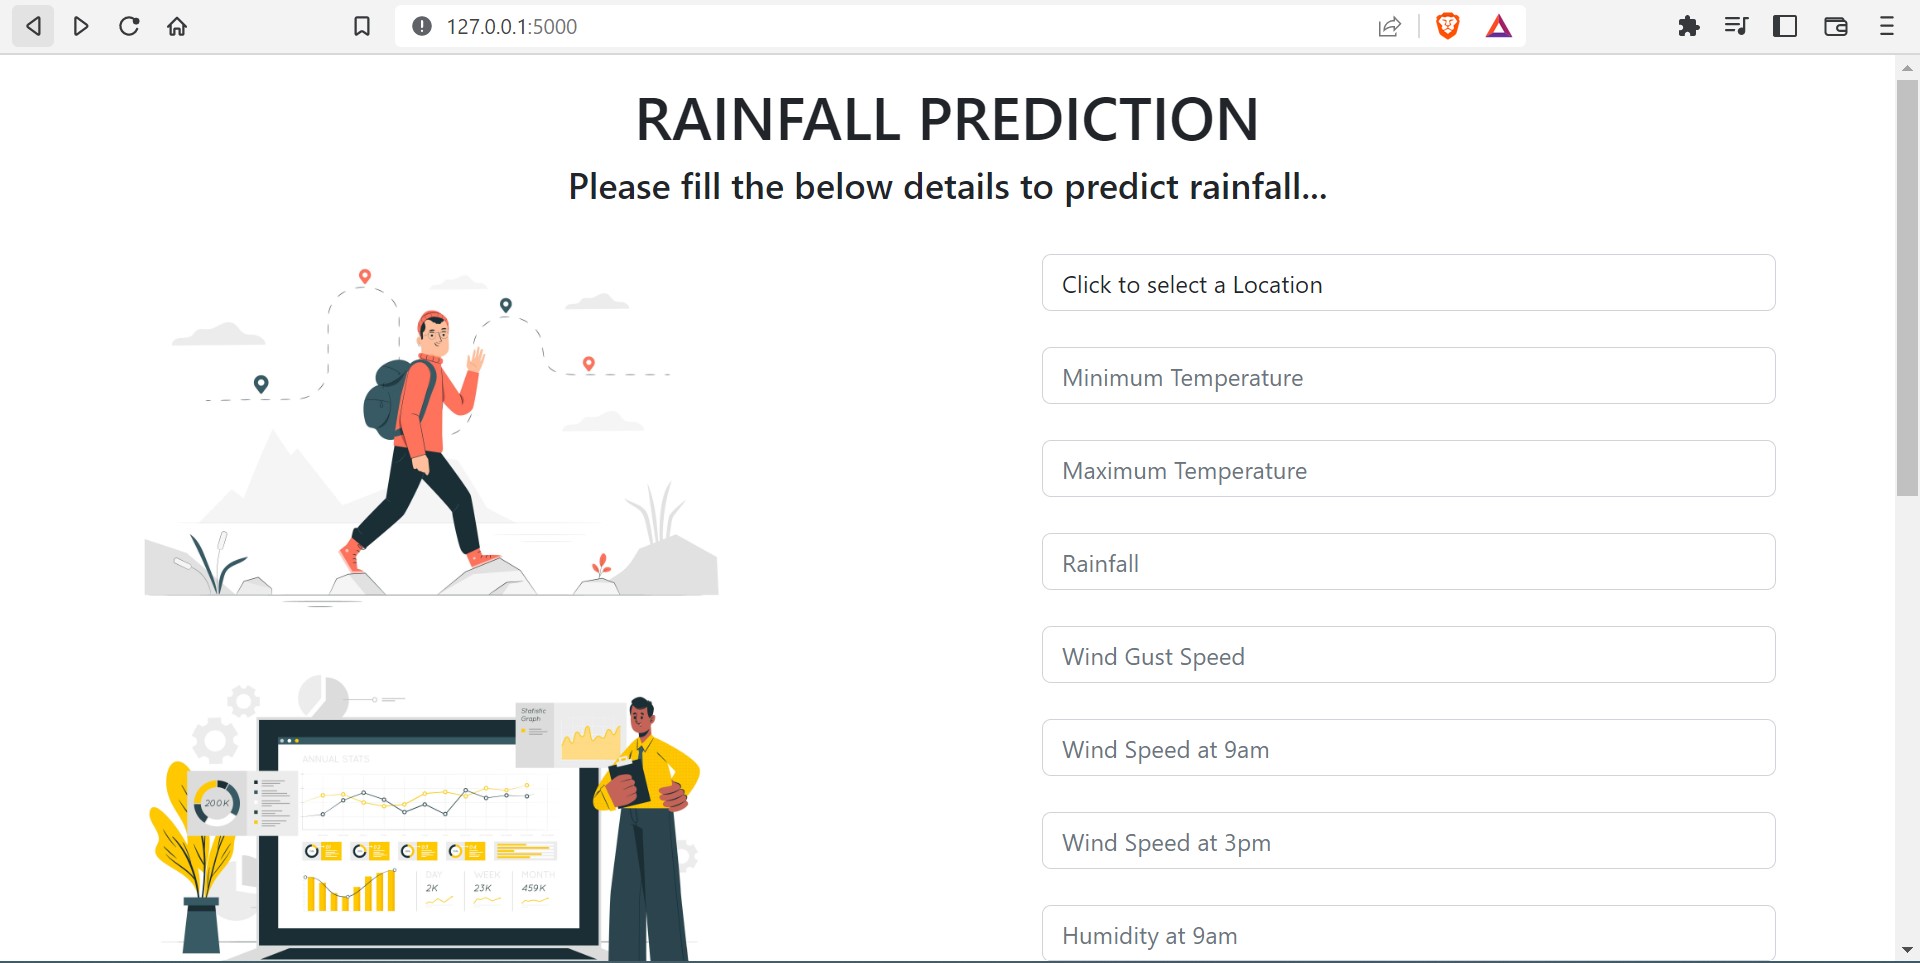 127.0.0.1:5000
RAINFALL PREDICTION
Please fill the below details to predict rainfall...
Click to select a Location
Minimum Temperature
Maximum Temperature
Rainfall
Wind Gust Speed
Wind Speed at 9am
Wind Speed at 3pm
Humidity at 9am
Statistic
Graph
ANNUAL STATS
200K
DAY WEEK MONTH
2K 23K 459K